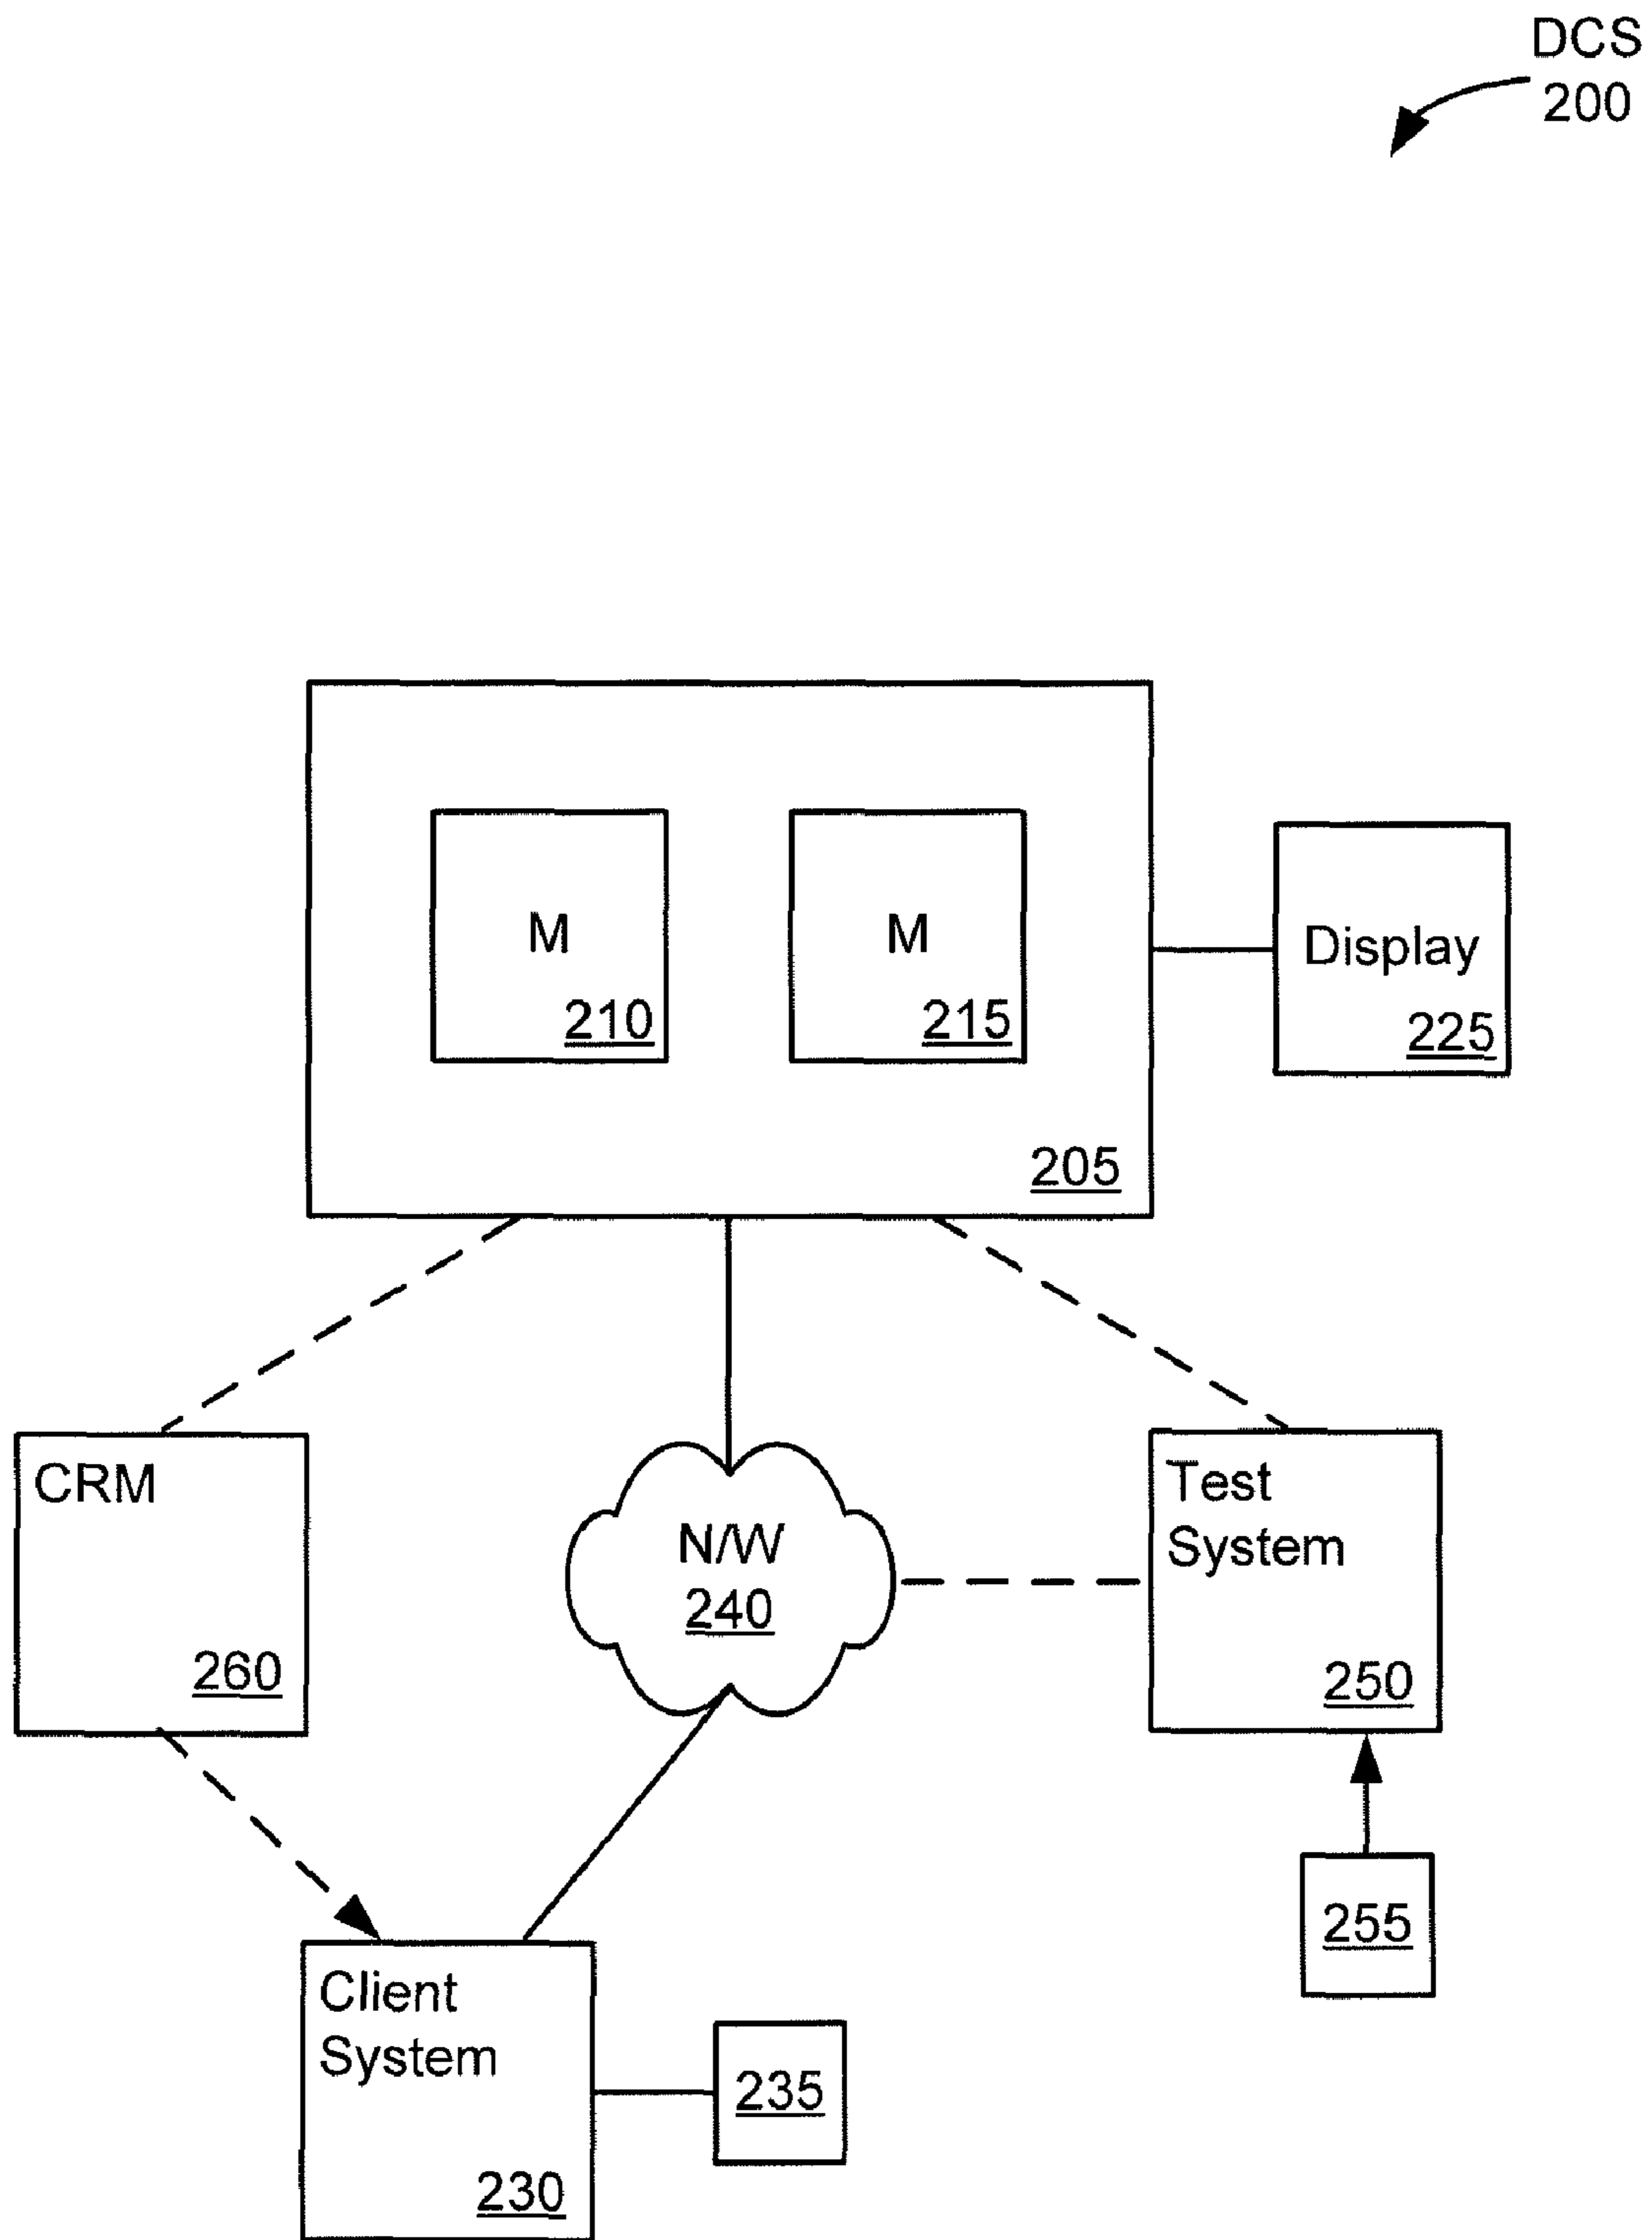 DCS
200
M
210
M
215
Display
225
205
CRM
260
N/W
240
Test
System
250
255
Client
System
230
235